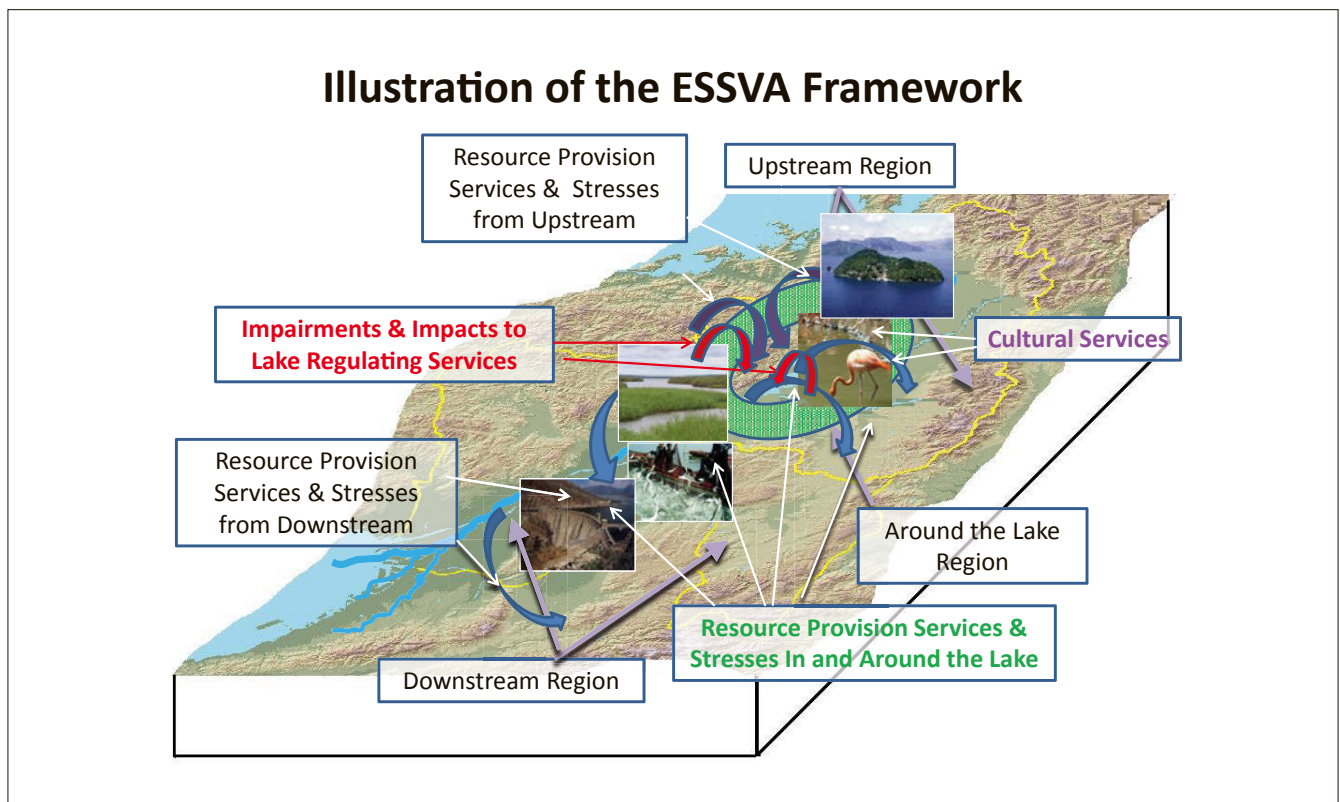 Illustration of the ESSVA Framework
Resource Provision
Services & Stresses
from Upstream
Upstream Region
Impairments & Impacts to
Lake Regulating Services
Cultural Services
Resource Provision
Services & Stresses
from Downstream
Around the Lake
Region
Resource Provision Services &
Stresses In and Around the Lake
Downstream Region